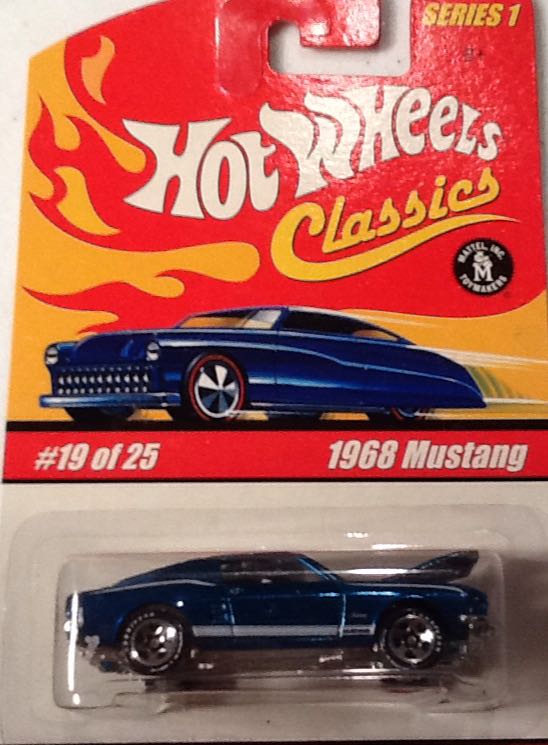 SERIES 1
Hot Wheels
Classics
MATTEL, INC.
M
TOYMAKERS
®
#19 of 25
1968 Mustang